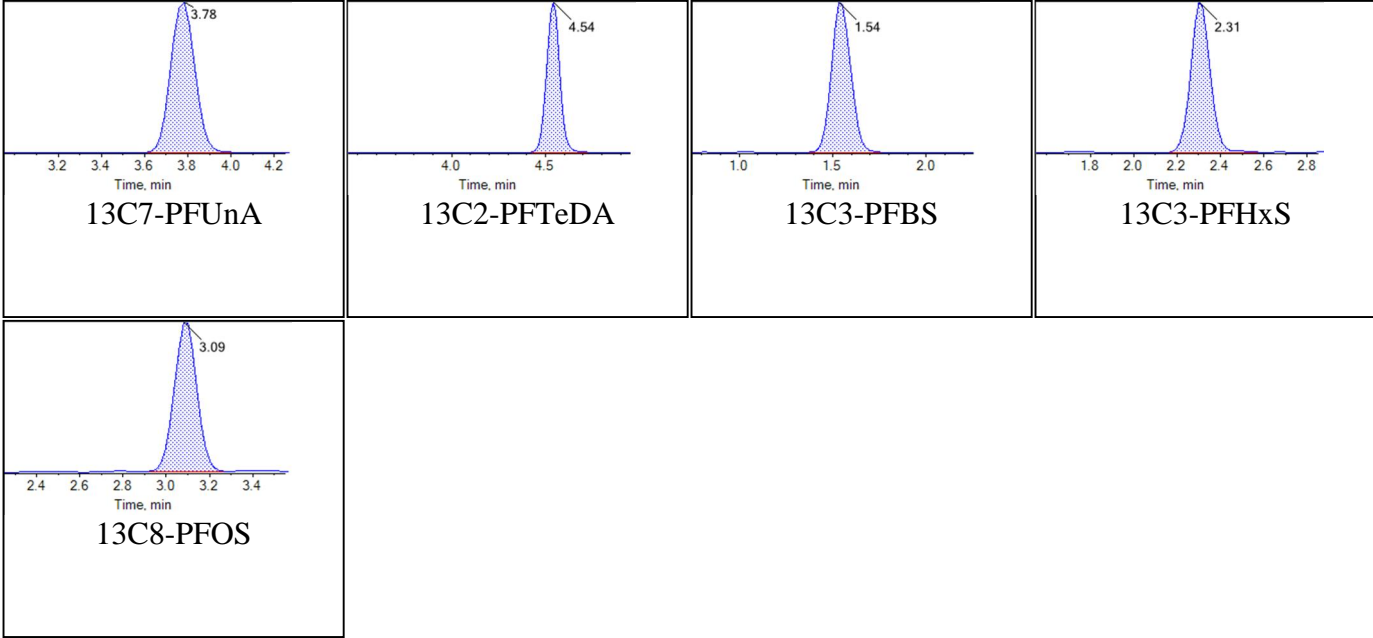 3.78
3.2 3.4 3.6 3.8 4.0 4.2
Time, min
13C7-PFUnA
4.54
4.0 4.5
Time, min
13C2-PFTeDA
1.54
1.0 1.5 2.0
Time, min
13C3-PFBS
2.31
1.8 2.0 2.2 2.4 2.6 2.8
Time, min
13C3-PFHxS
3.09
2.4 2.6 2.8 3.0 3.2 3.4
Time, min
13C8-PFOS